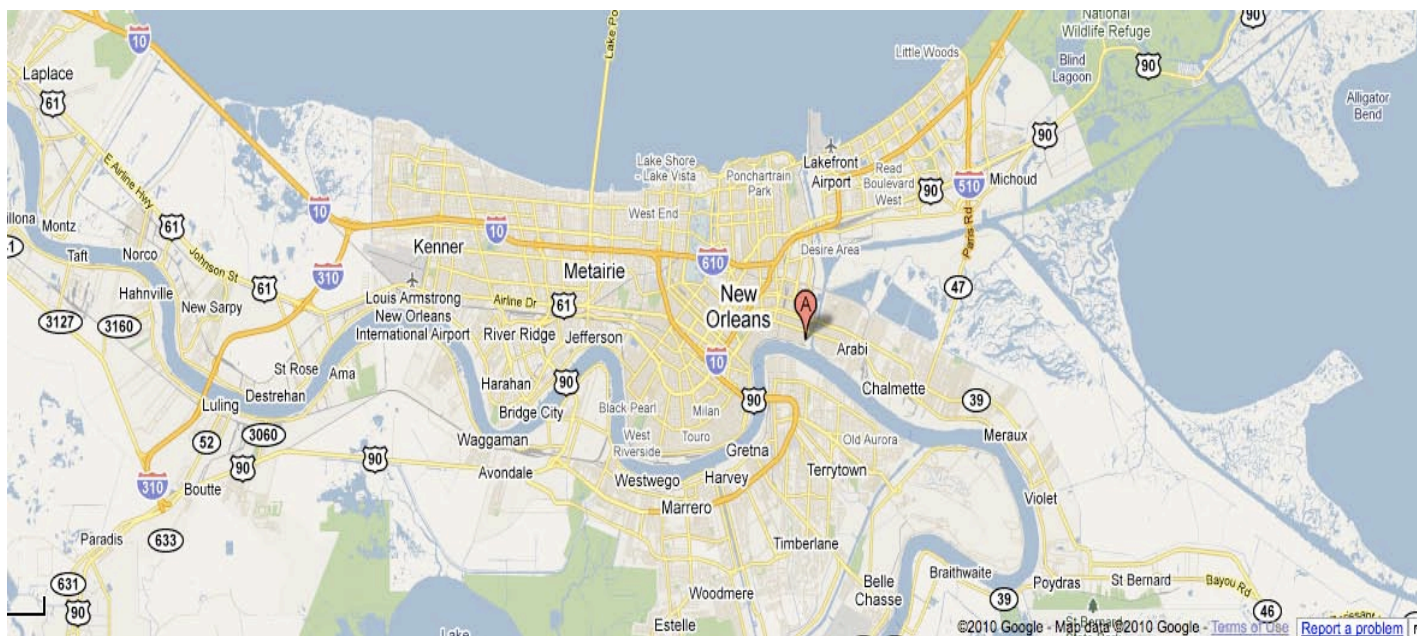 10
90
National
Wildlife Refuge
Lake Po
Little Woods
Blind
Lagoon
90
Laplace
61
Alligator
Bend
61
E Airline Hwy
90
Lake Shore
- Lake Vista
Ponchartrain
Park
Lakefront
Airport
Read
Boulevard
West
90
510
Michoud
10
West End
Montz
61
10
Kenner
Desire Area
Paris Rd
Taft
Norco
Johnson St
310
Metairie
610
Hahnville
New Sarpy
61
Louis Armstrong
New Orleans
International Airport
Airline Dr
61
New
Orleans
A
47
3127
3160
River Ridge
Jefferson
Arabi
St Rose
Ama
10
Harahan
90
Chalmette
Destrehan
Luling
Bridge City
Black Pearl
Milan
90
39
52
3060
Waggaman
West
Riverside
Touro
Gretna
Old Aurora
Meraux
90
90
Avondale
Terrytown
310
Boutte
Westwego
Harvey
Violet
Marrero
Paradis
633
Timberlane
631
Belle
Chasse
Braithwaite
Poydras
St Bernard
Bayou Rd
90
Woodmere
39
46
Estelle
St Bernard
Lake
90
©2010 Google - Map data ©2010 Google - Terms of Use
Report a problem